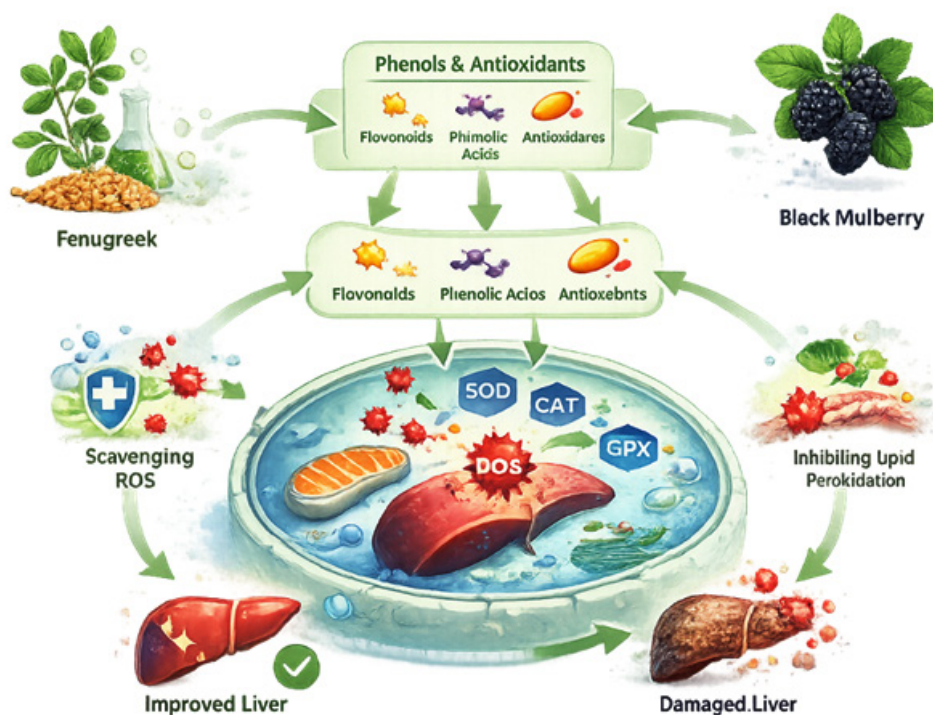 Phenols & Antioxidants
Flovonoids
Phimolic
Acids
Antioxidares
Fenugreek
Black Mulberry
Flovonalds
Phenolic Acios
Antioxebnts
SOD
CAT
GPX
DOS
Scavenging
ROS
Inhibiling Lpid
Perokidation
Improved Liver
Damaged.Liver